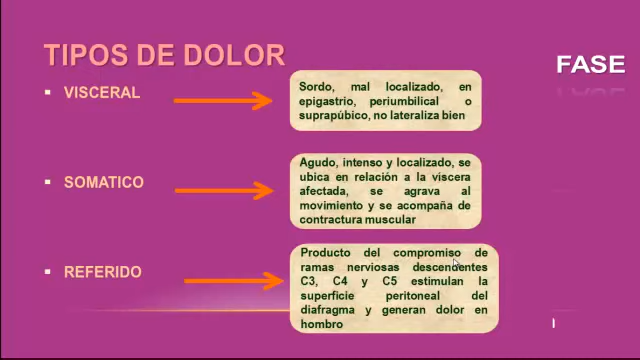 TIPOS DE DOLOR
FASE
▪ VISCERAL
Sordo, mal localizado, en
epigastrio, periumbilical o
suprapúbico, no lateraliza bien
▪ SOMATICO
Agudo, intenso y localizado, se
ubica en relación a la víscera
afectada, se agrava al
movimiento y se acompaña de
contractura muscular
▪ REFERIDO
Producto del compromiso de
ramas nerviosas descendentes
C3, C4 y C5 estimulan la
superficie peritoneal del
diafragma y generan dolor en
hombro